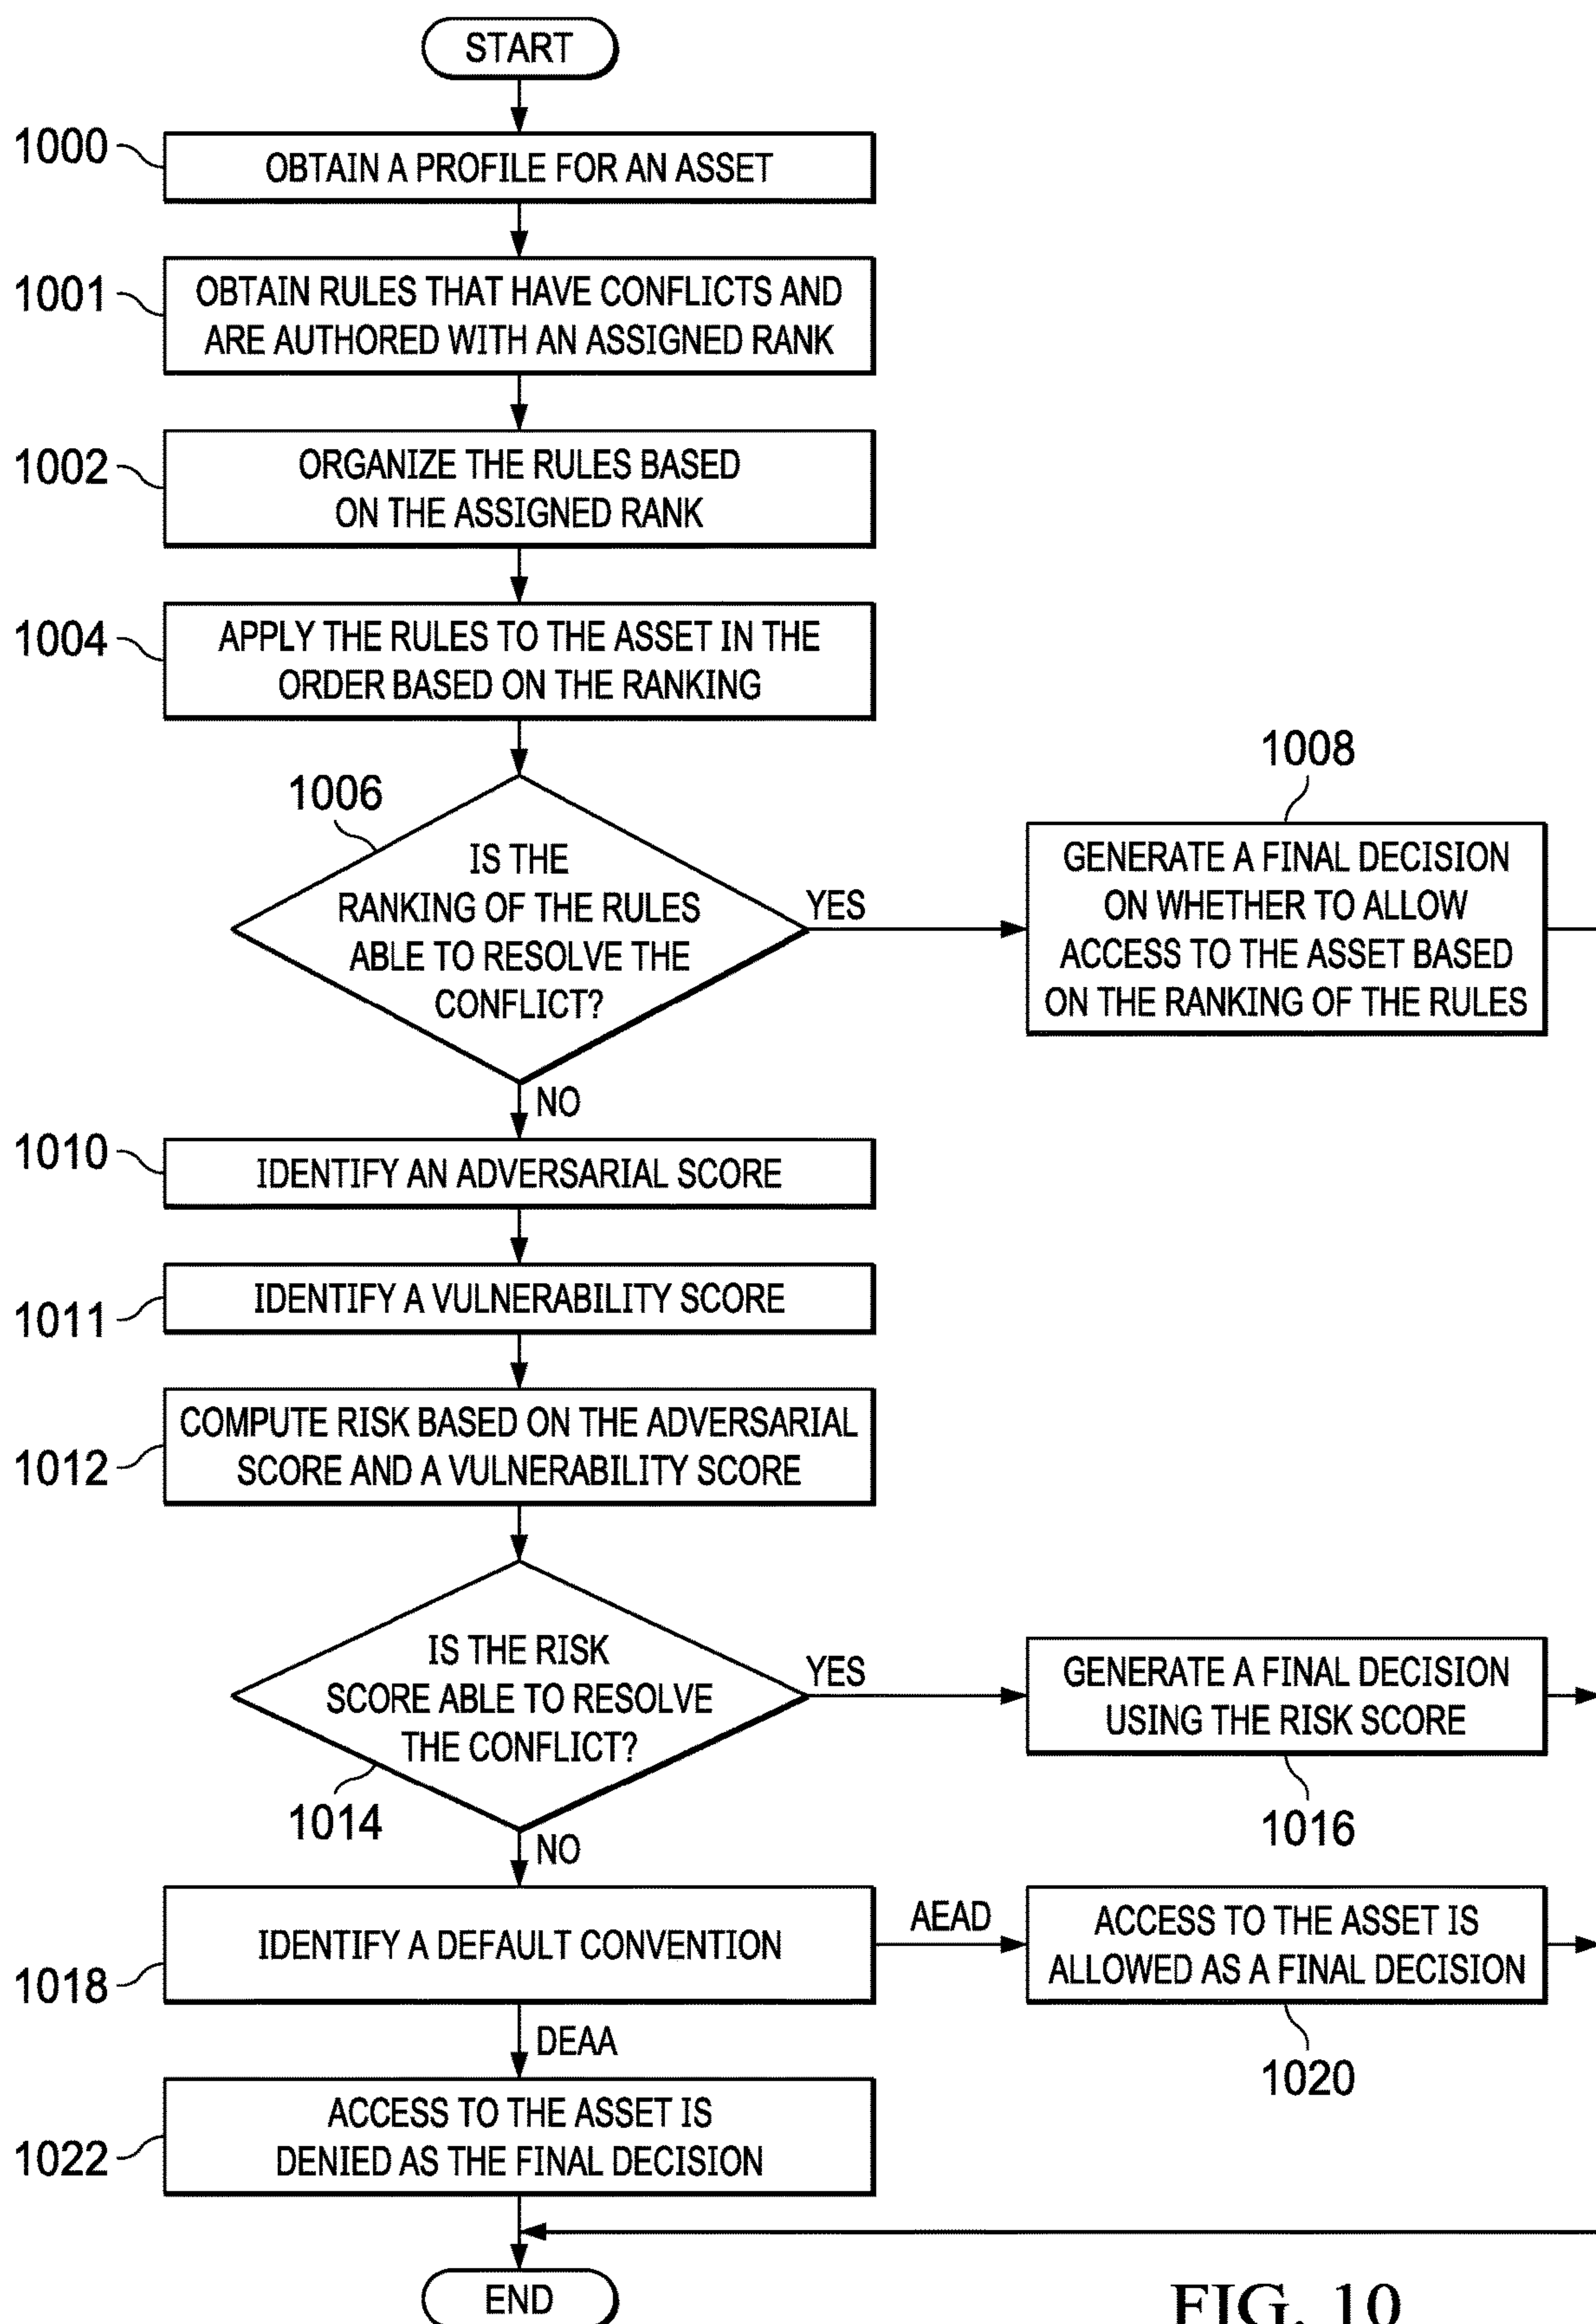 START
1000
OBTAIN A PROFILE FOR AN ASSET
1001
OBTAIN RULES THAT HAVE CONFLICTS AND
ARE AUTHORED WITH AN ASSIGNED RANK
1002
ORGANIZE THE RULES BASED
ON THE ASSIGNED RANK
1004
APPLY THE RULES TO THE ASSET IN THE
ORDER BASED ON THE RANKING
1006
IS THE
RANKING OF THE RULES
ABLE TO RESOLVE THE
CONFLICT?
YES
1008
GENERATE A FINAL DECISION
ON WHETHER TO ALLOW
ACCESS TO THE ASSET BASED
ON THE RANKING OF THE RULES
NO
1010
IDENTIFY AN ADVERSARIAL SCORE
1011
IDENTIFY A VULNERABILITY SCORE
1012
COMPUTE RISK BASED ON THE ADVERSARIAL
SCORE AND A VULNERABILITY SCORE
IS THE RISK
SCORE ABLE TO RESOLVE
THE CONFLICT?
1014
YES
GENERATE A FINAL DECISION
USING THE RISK SCORE
1016
NO
IDENTIFY A DEFAULT CONVENTION
1018
AEAD
ACCESS TO THE ASSET IS
ALLOWED AS A FINAL DECISION
1020
DEAA
ACCESS TO THE ASSET IS
DENIED AS THE FINAL DECISION
1022
END
FIG. 10